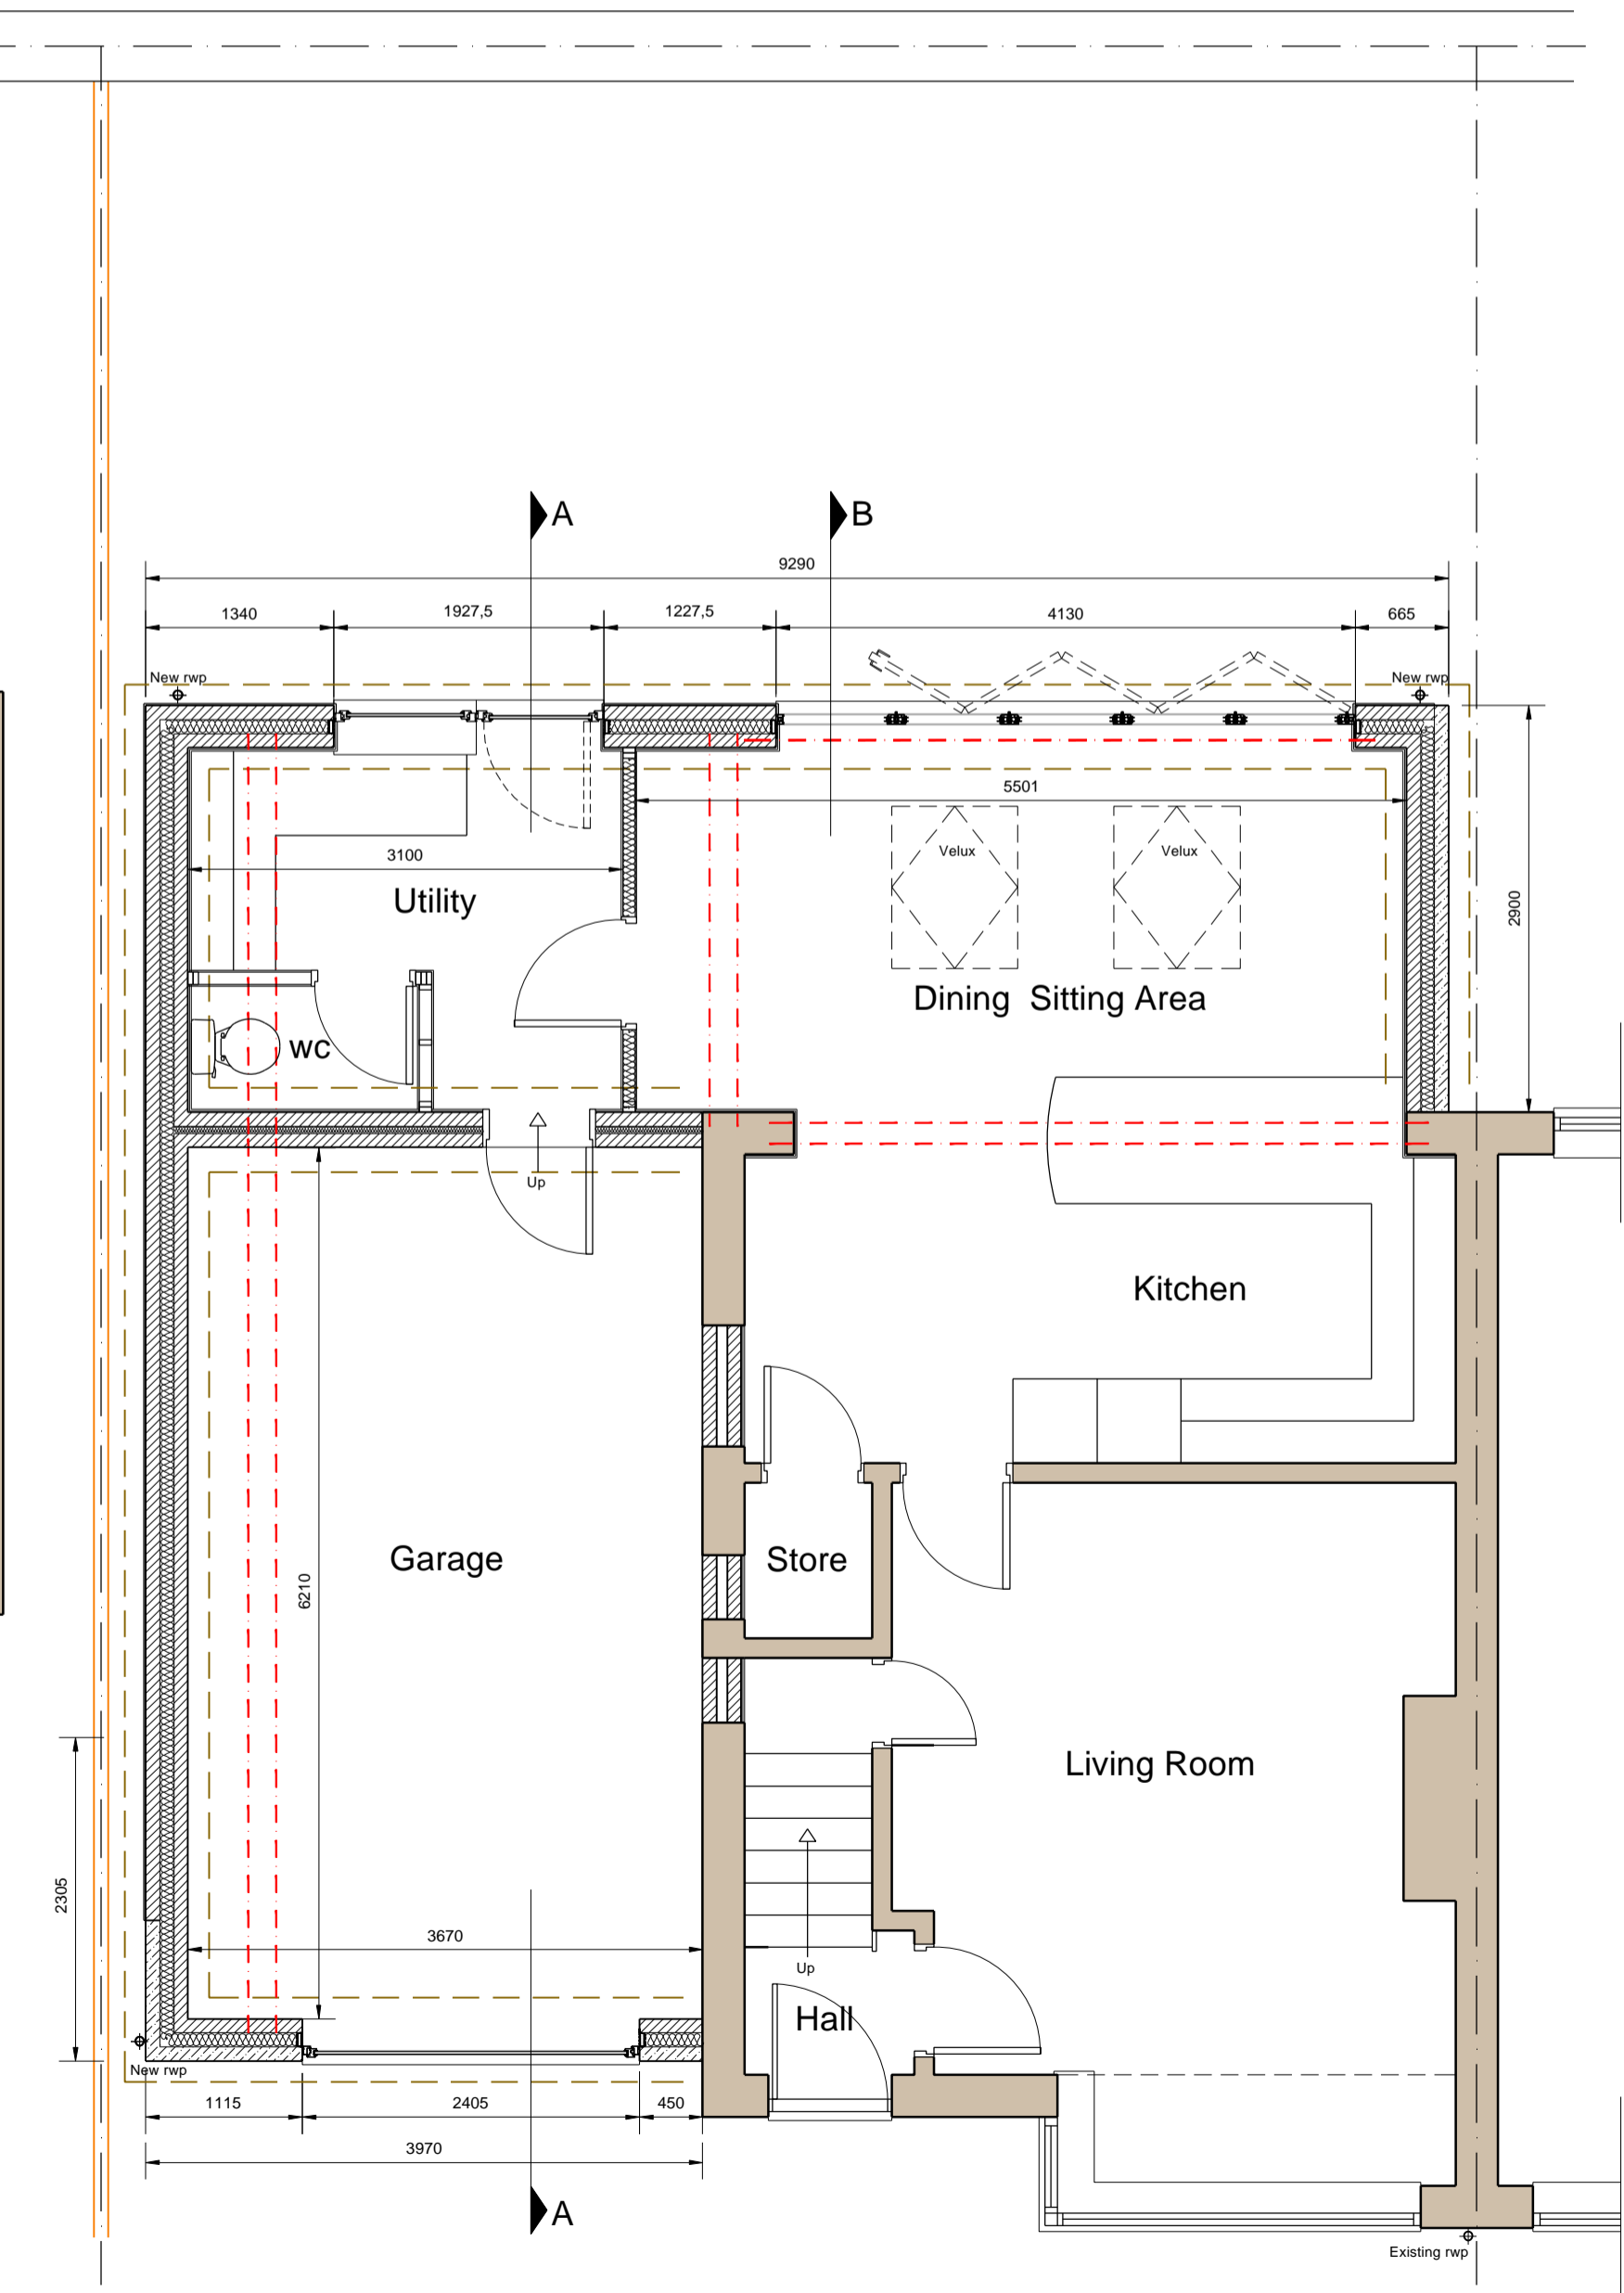 A
B
9290
1340
1927,5
1227,5
4130
665
New rwp
New rwp
5501
Velux
Velux
3100
Utility
2900
Dining Sitting Area
wc
Up
Kitchen
Garage
Store
6210
Living Room
2305
3670
Up
Hall
New rwp
1115
2405
450
3970
A
Existing rwp